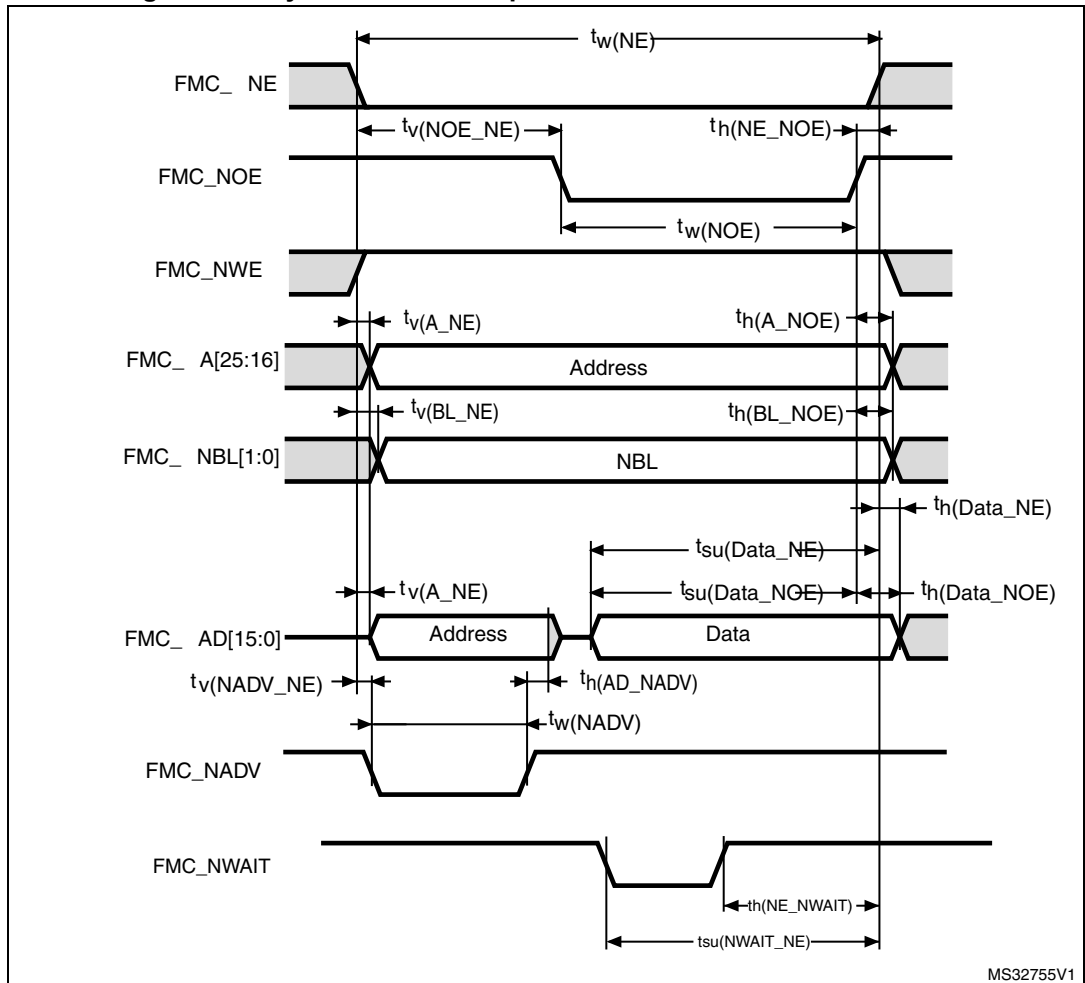 tw(NE)
FMC_ NE
tv(NOE_NE)
th(NE_NOE)
FMC_NOE
tw(NOE)
FMC_NWE
tv(A_NE)
th(A_NOE)
FMC_ A[25:16]
Address
tv(BL_NE)
th(BL_NOE)
FMC_ NBL[1:0]
NBL
th(Data_NE)
tsu(Data_NE)
tv(A_NE)
tsu(Data_NOE)
th(Data_NOE)
FMC_ AD[15:0]
Address
Data
tv(NADV_NE)
th(AD_NADV)
tw(NADV)
FMC_NADV
FMC_NWAIT
th(NE_NWAIT)
tsu(NWAIT_NE)
MS32755V1